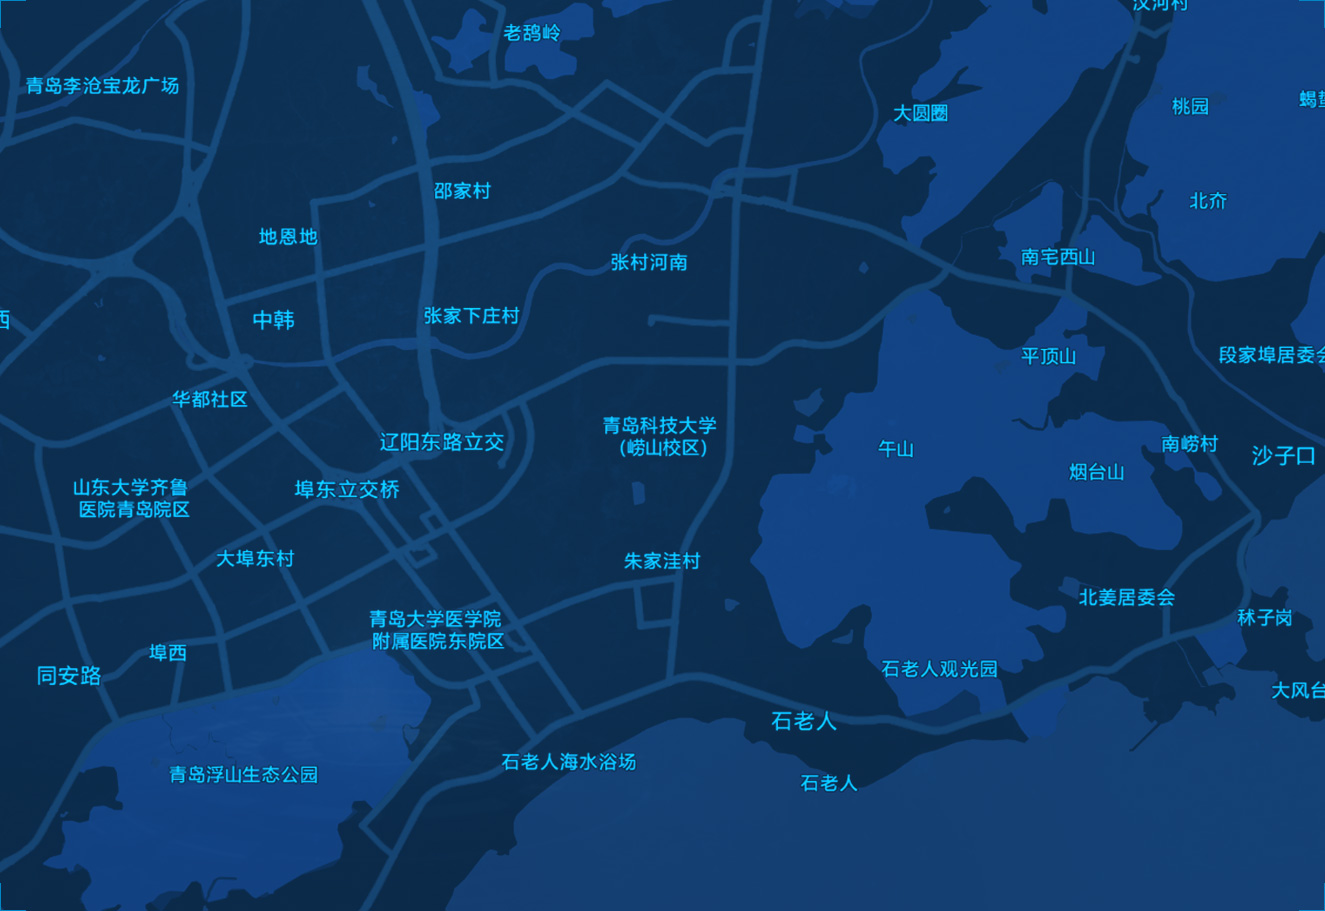 汉河村
老鸹岭
青岛李沧宝龙广场
桃园
大圆圈
邵家村
北夼
地恩地
南宅西山
张村河南
张家下庄村
中韩
西
平顶山
段家埠居委会
华都社区
青岛科技大学
(崂山校区)
辽阳东路立交
午山
南崂村
沙子口
烟台山
山东大学齐鲁
医院青岛院区
埠东立交桥
大埠东村
朱家洼村
北姜居委会
青岛大学医学院
附属医院东院区
秫子岗
埠西
石老人观光园
同安路
大风台
石老人
石老人海水浴场
青岛浮山生态公园
石老人